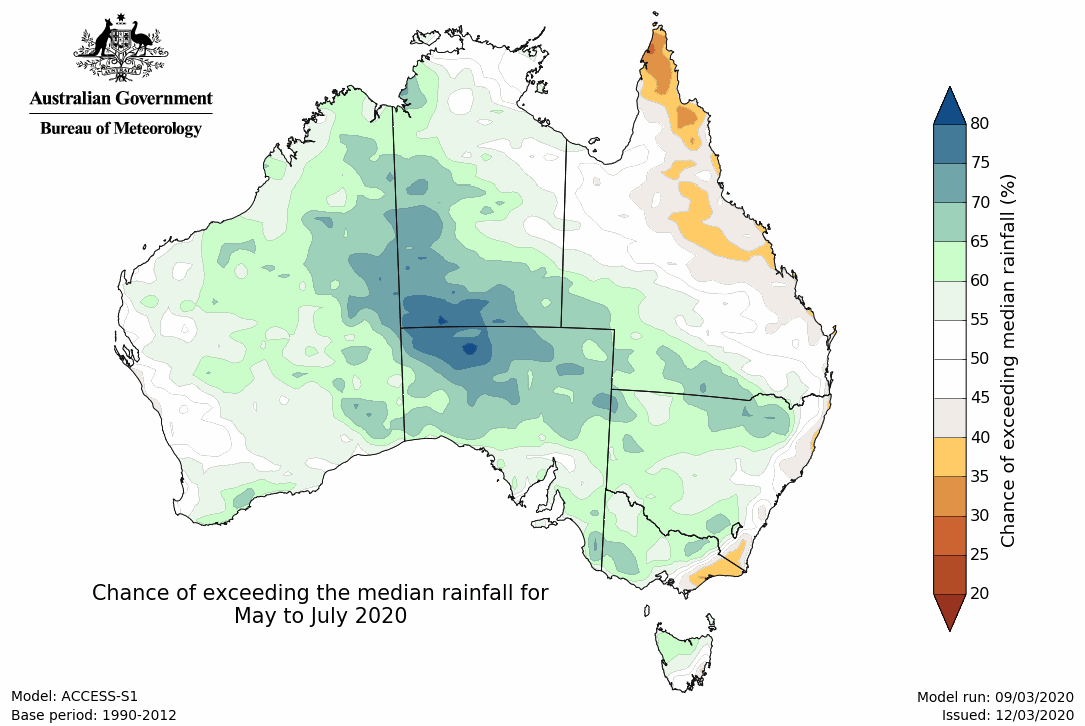 Australian Government
Bureau of Meteorology
80
75
70
65
60
55
50
45
40
35
30
25
20
Chance of exceeding median rainfall (%)
Chance of exceeding the median rainfall for
May to July 2020
Model: ACCESS-S1
Base period: 1990-2012
Model run: 09/03/2020
Issued: 12/03/2020